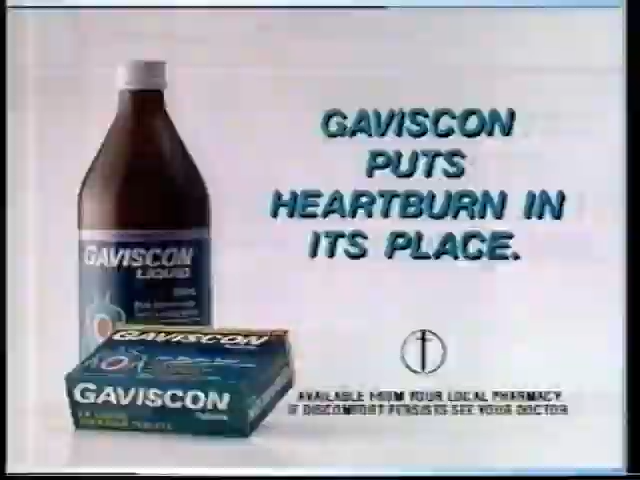 GAVISCON
PUTS
HEARTBURN IN
ITS PLACE.
GAVISCON
LIQUID
GAVISCON
GAVISCON
AVAILABLE FROM YOUR LOCAL PHARMACY.
IF DISCOMFORT PERSISTS SEE YOUR DOCTOR